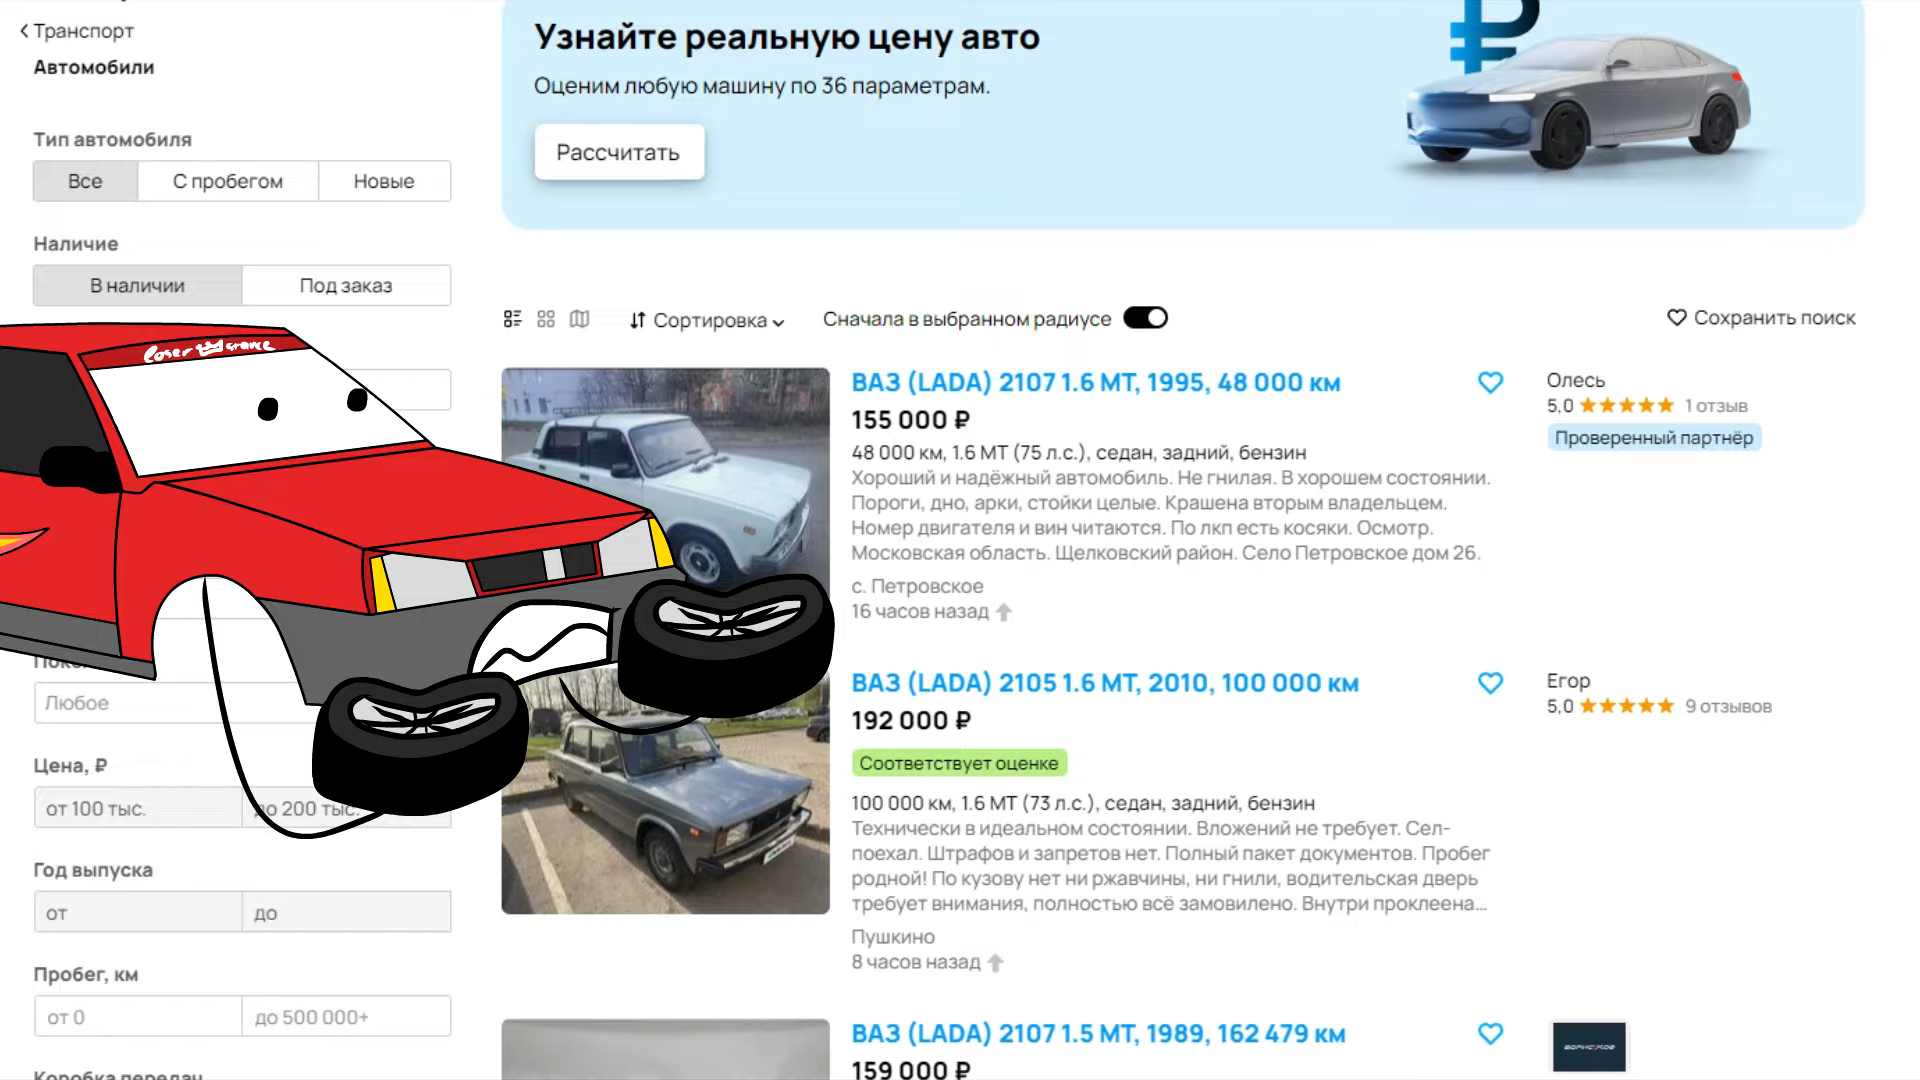 Транспорт
Автомобили
Тип автомобиля
Все
С пробегом
Новые
Наличие
В наличии
Под заказ
Любое
Цена, ₽
от 100 тыс.
до 200 тыс.
Год выпуска
от
до
Пробег, км
от 0
до 500 000+
Коробка передач
Узнайте реальную цену авто
Оценим любую машину по 36 параметрам.
Рассчитать
Сортировка
Сначала в выбранном радиусе
Сохранить поиск
ВАЗ (LADA) 2107 1.6 MT, 1995, 48 000 км
155 000 ₽
48 000 км, 1.6 MT (75 л.с.), седан, задний, бензин
Хороший и надёжный автомобиль. Не гнилая. В хорошем состоянии.
Пороги, дно, арки, стойки целые. Крашена вторым владельцем.
Номер двигателя и вин читаются. По лкп есть косяки. Осмотр.
Московская область. Щелковский район. Село Петровское дом 26.
с. Петровское
16 часов назад
Олесь
5,0
1 отзыв
Проверенный партнёр
ВАЗ (LADA) 2105 1.6 MT, 2010, 100 000 км
192 000 ₽
Соответствует оценке
100 000 км, 1.6 MT (73 л.с.), седан, задний, бензин
Технически в идеальном состоянии. Вложений не требует. Сел-
поехал. Штрафов и запретов нет. Полный пакет документов. Пробег
родной! По кузову нет ни ржавчины, ни гнили, водительская дверь
требует внимания, полностью всё замовилено. Внутри проклеена...
Пушкино
8 часов назад
Егор
5,0
9 отзывов
ВАЗ (LADA) 2107 1.5 MT, 1989, 162 479 км
159 000 ₽